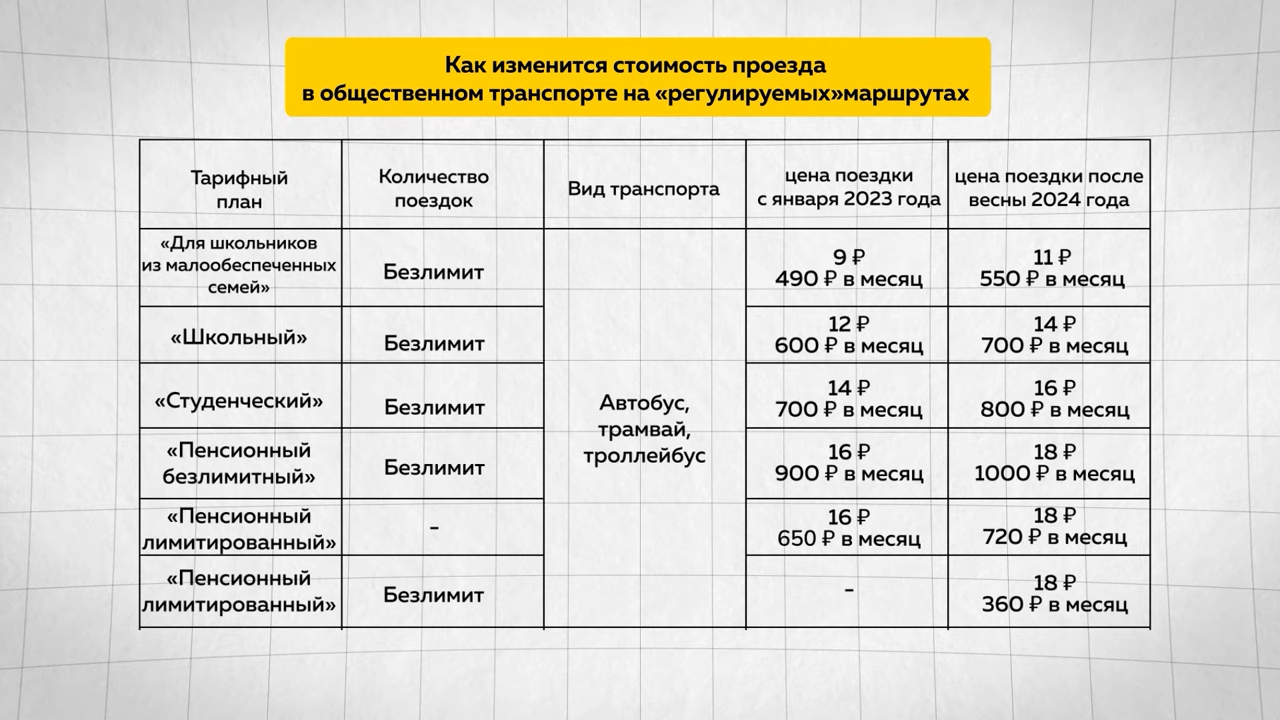 Как изменится стоимость проезда
в общественном транспорте на «регулируемых»маршрутах
Тарифный
план
Количество
поездок
Вид транспорта
цена поездки
с января 2023 года
цена поездки после
весны 2024 года
«Для школьников
из малообеспеченных
семей»
Безлимит
9 ₽
490 ₽ в месяц
11 ₽
550 ₽ в месяц
«Школьный»
Безлимит
12 ₽
600 ₽ в месяц
14 ₽
700 ₽ в месяц
«Студенческий»
Безлимит
Автобус,
трамвай,
троллейбус
14 ₽
700 ₽ в месяц
16 ₽
800 ₽ в месяц
«Пенсионный
безлимитный»
Безлимит
16 ₽
900 ₽ в месяц
18 ₽
1000 ₽ в месяц
«Пенсионный
лимитированный»
-
16 ₽
650 ₽ в месяц
18 ₽
720 ₽ в месяц
«Пенсионный
лимитированный»
Безлимит
-
18 ₽
360 ₽ в месяц